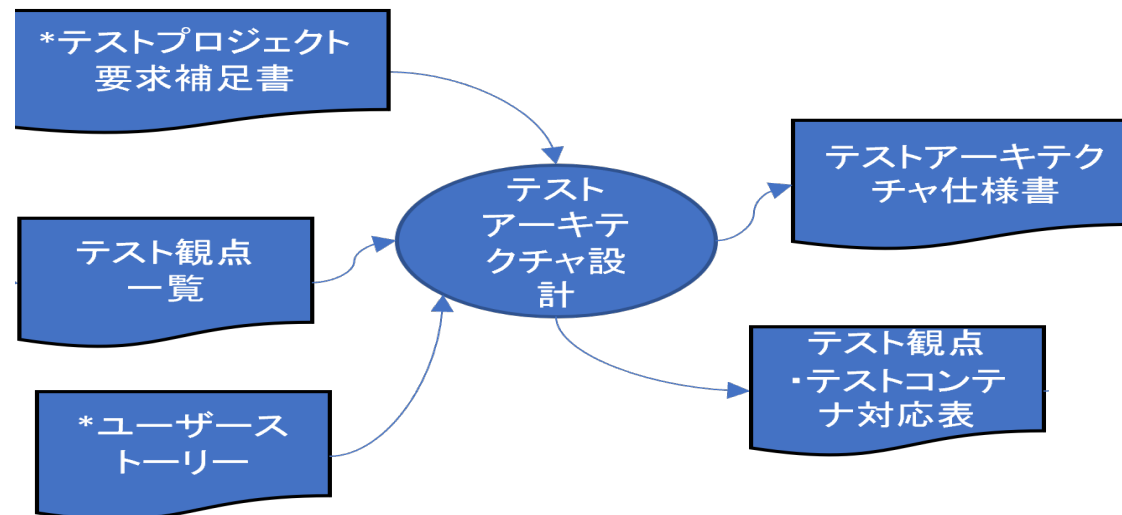 *テストプロジェクト
要求補足書
テスト観点
一覧
*ユーザース
トーリー
テスト
アーキテ
クチャ設
計
テストアーキテク
チャ仕様書
テスト観点
・テストコンテ
ナ対応表